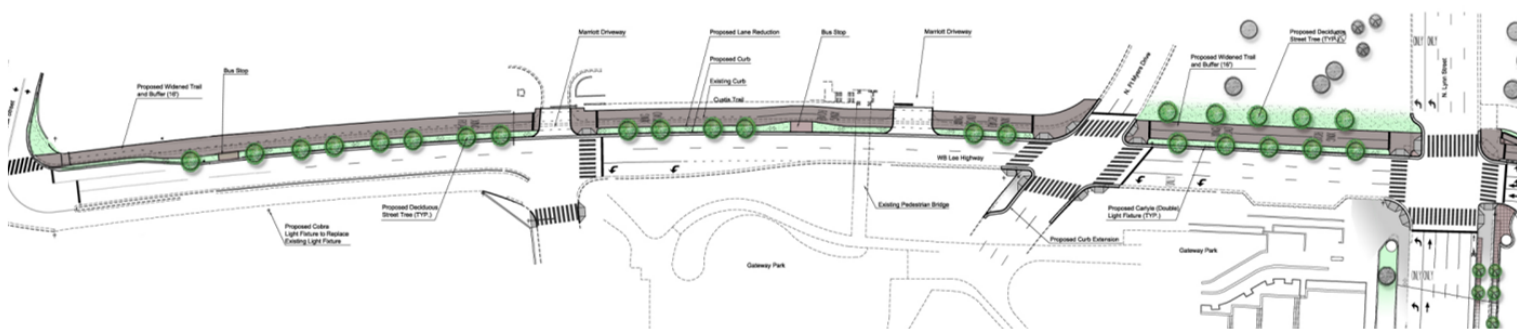 Marriott Driveway
Proposed Lane Reduction
Bus Stop
Marriott Driveway
Proposed Widened Trail
and Buffer (16')
Bus Stop
Proposed Curb
Existing Curb
Custis Trail
N. Ft Myers Drive
Proposed Widened Trail
and Buffer (16')
Proposed Deciduous
Street Tree (TYP.)
ONLY
ONLY
N. Lynn Street
Street
WB Lee Highway
Proposed Deciduous
Street Tree (TYP.)
Proposed Cobra
Light Fixture to Replace
Existing Light Fixture
Existing Pedestrian Bridge
Gateway Park
Proposed Carlyle (Double)
Light Fixture (TYP.)
Proposed Curb Extension
Gateway Park
ONLY
ONLY